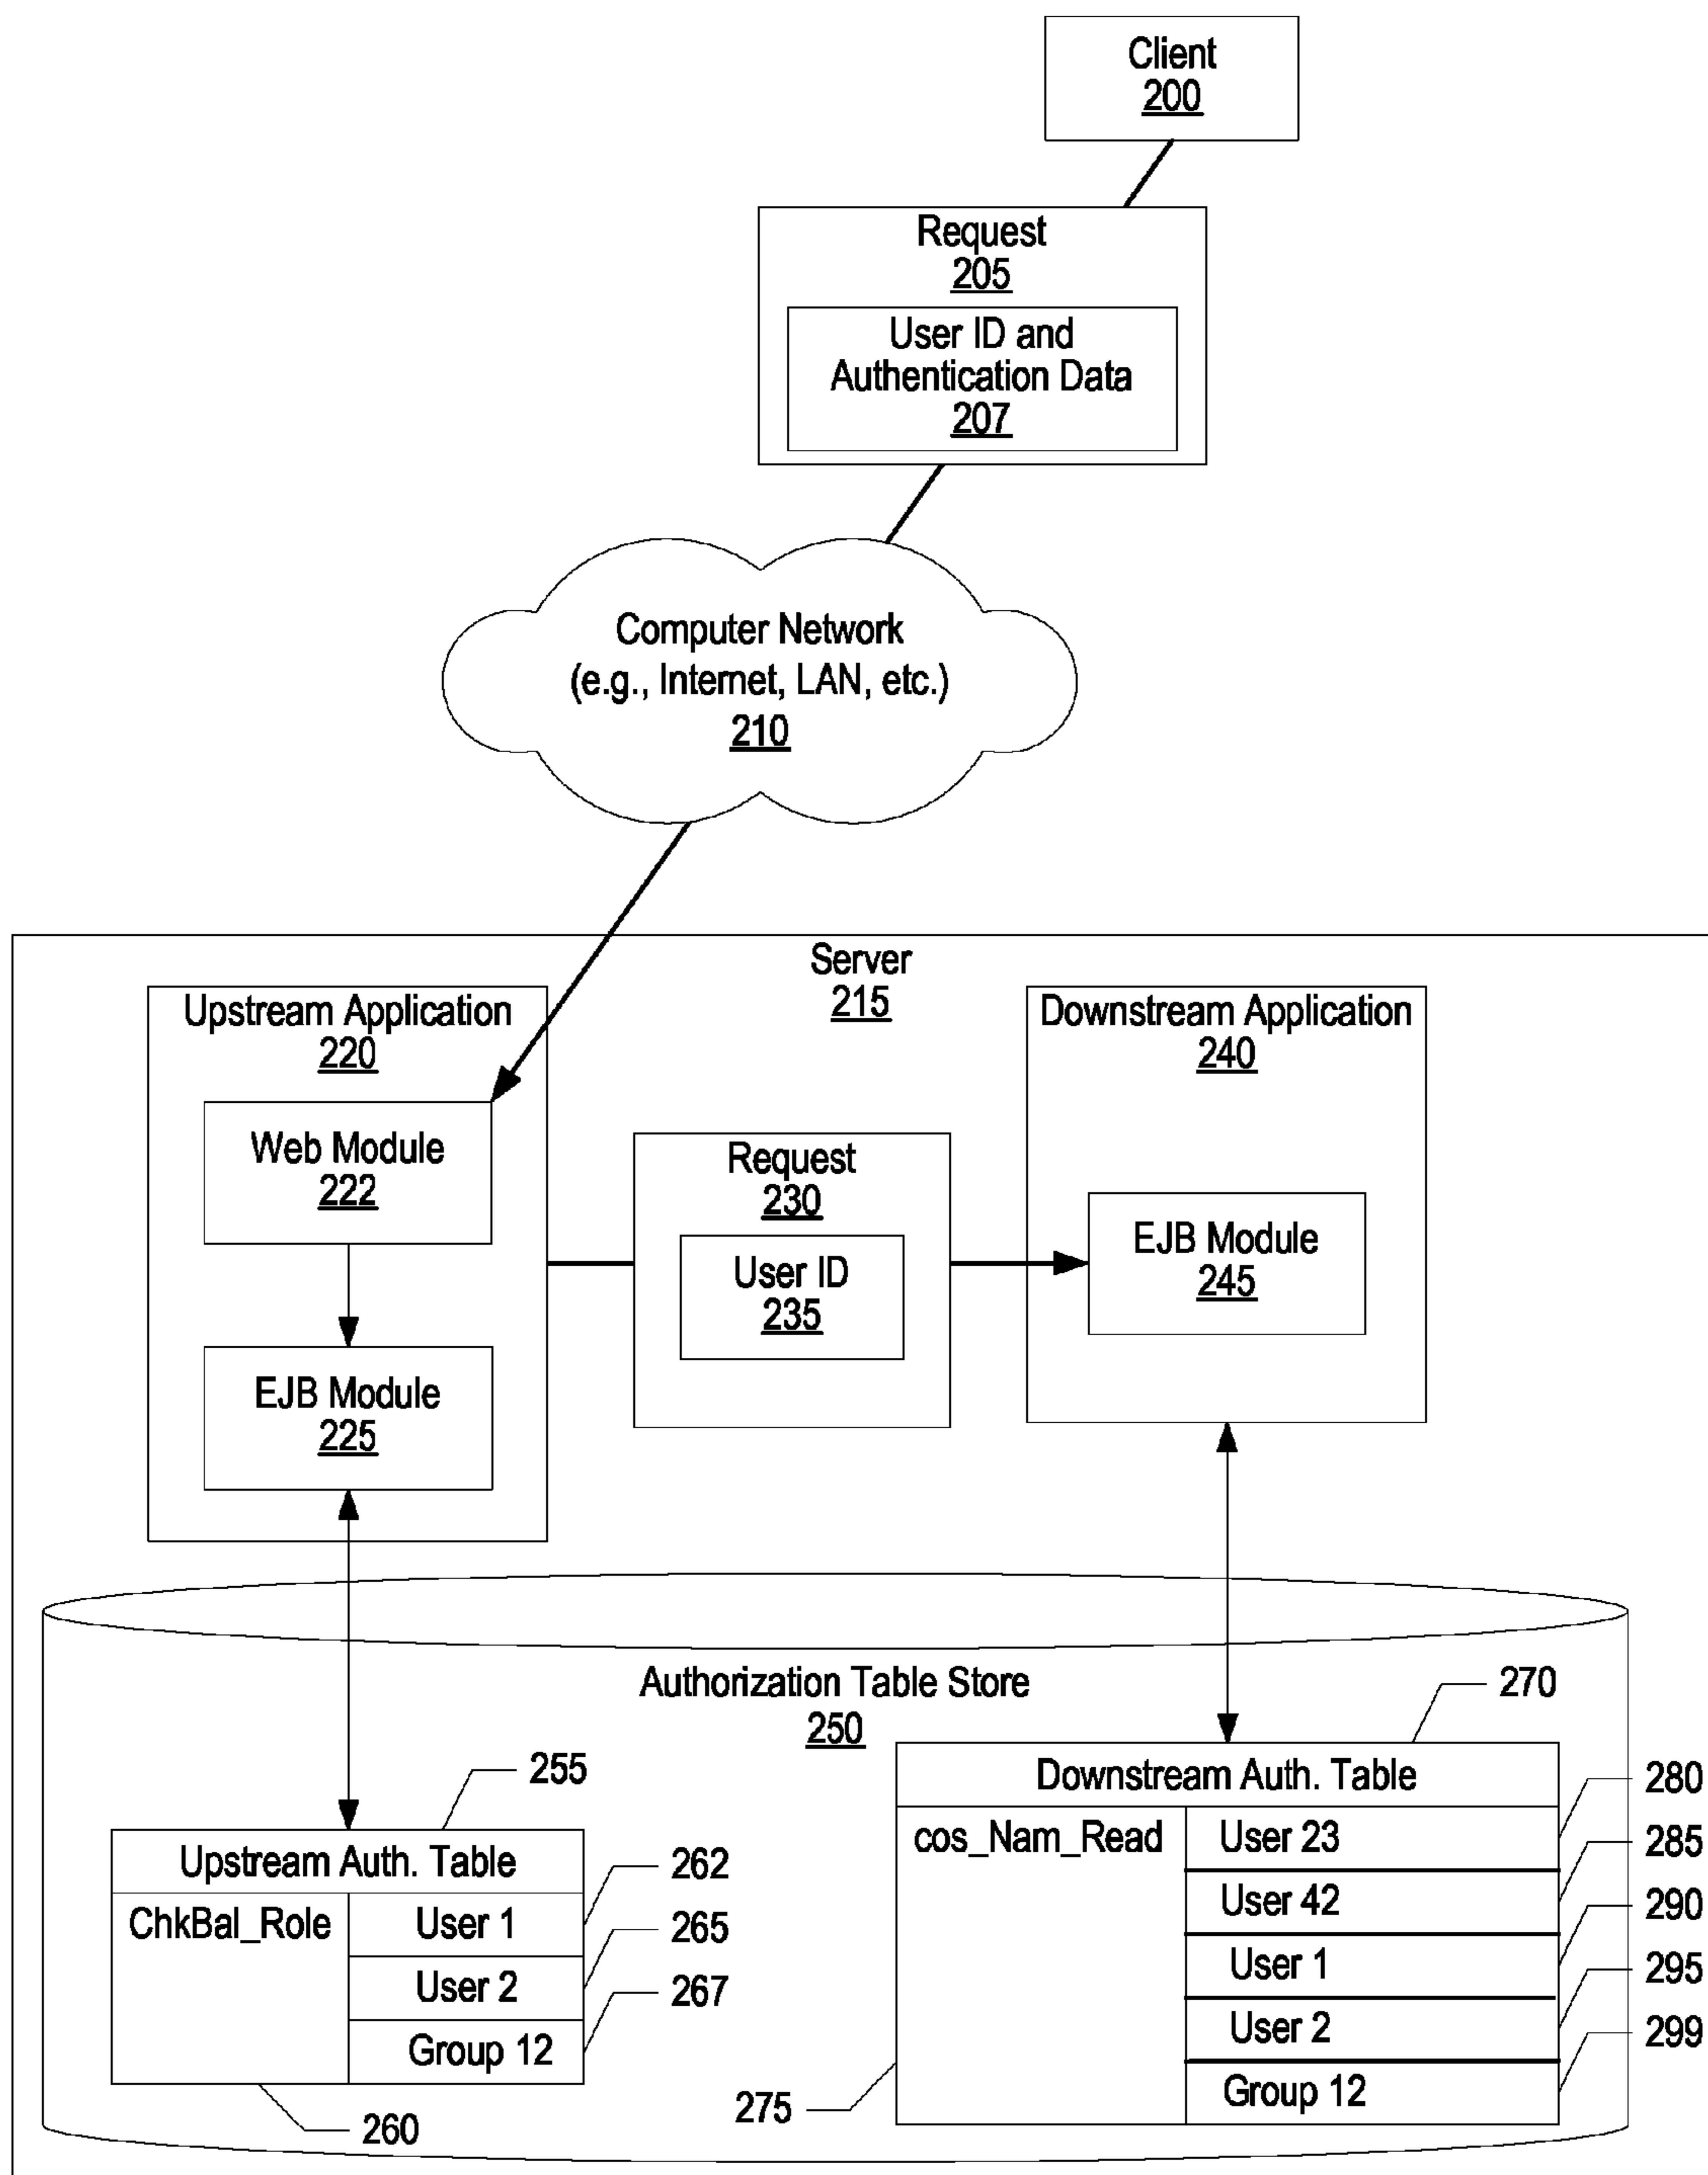 Client
200
Request
205
User ID and
Authentication Data
207
Computer Network
(e.g., Internet, LAN, etc.)
210
Server
215
Upstream Application
220
Web Module
222
EJB Module
225
Request
230
User ID
235
Downstream Application
240
EJB Module
245
Authorization Table Store
250
255
Upstream Auth. Table
ChkBal_Role
User 1
262
User 2
265
Group 12
267
260
270
Downstream Auth. Table
cos_Nam_Read
User 23
280
User 42
285
User 1
290
User 2
295
Group 12
299
275